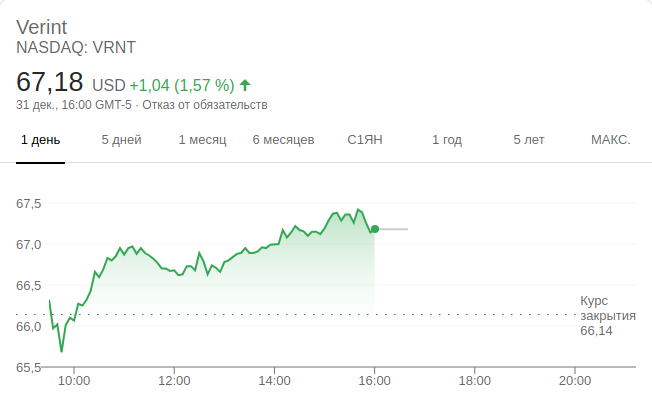 Verint
NASDAQ: VRNT
67,18 USD +1,04 (1,57 %)
31 дек., 16:00 GMT-5 · Отказ от обязательств
1 день 5 дней 1 месяц 6 месяцев С1ЯН 1 год 5 лет МАКС.
67,5
67,0
66,5
66,0
65,5
Курс
закрытия
66,14
10:00 12:00 14:00 16:00 18:00 20:00